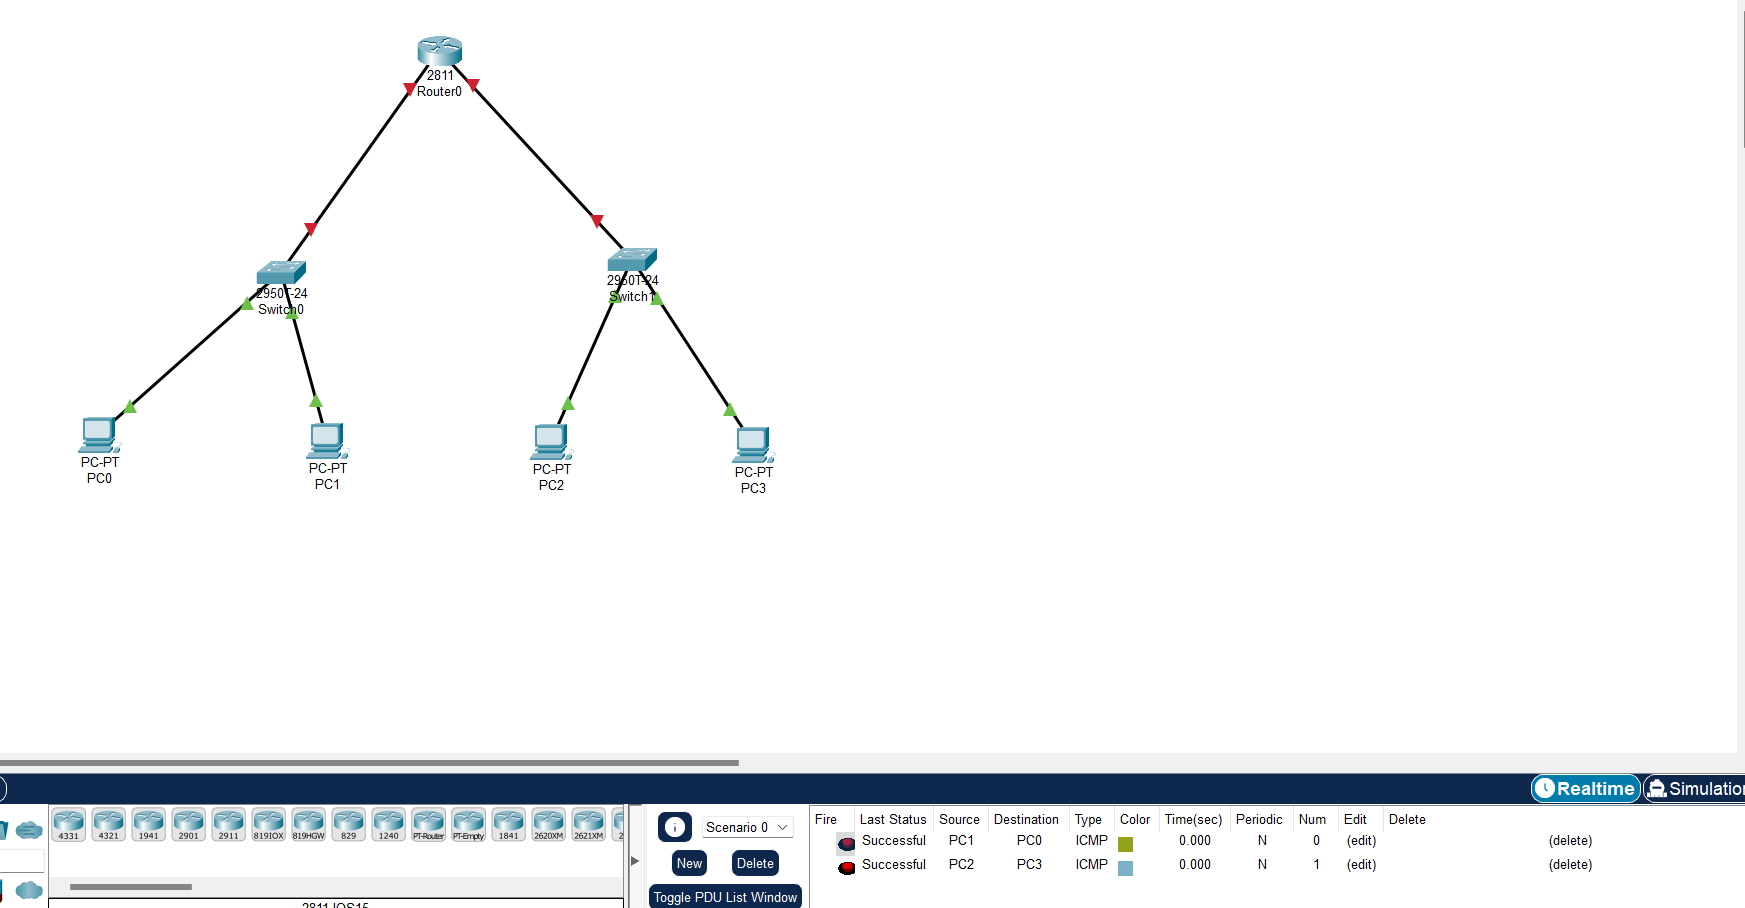 2811
Router0
2950T-24
Switch0
2950T-24
Switch1
PC-PT
PC0
PC-PT
PC1
PC-PT
PC2
PC-PT
PC3
Realtime
Simulation
4331
4321
1941
2901
2911
819IOX
819HGW
829
1240
PT-Router
PT-Empty
1841
2620XM
2621XM
2
2811 IOS15
Scenario 0
New
Delete
Toggle PDU List Window
Fire Last Status Source Destination Type Color Time(sec) Periodic Num Edit Delete
Successful PC1 PC0 ICMP 0.000 N 0 (edit) (delete)
Successful PC2 PC3 ICMP 0.000 N 1 (edit) (delete)